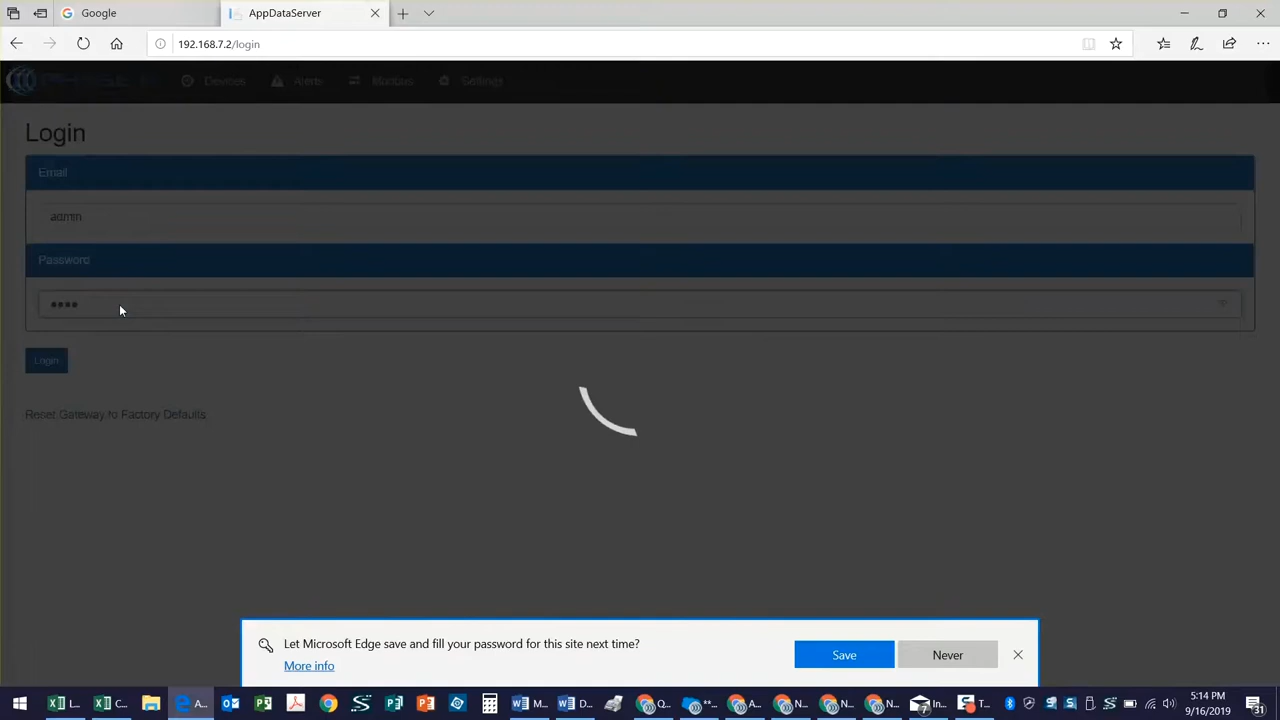 Google
AppDataServer
192.168.7.2/login
Devices
Alerts
Monitors
Settings
Login
Email
admin
Password
Login
Reset Gateway to Factory Defaults
Let Microsoft Edge save and fill your password for this site next time?
More info
Save
Never
L...
C...
A...
M...
D...
Q...
**...
A...
N...
N...
N...
In...
T...
5:14 PM
9/16/2019
31